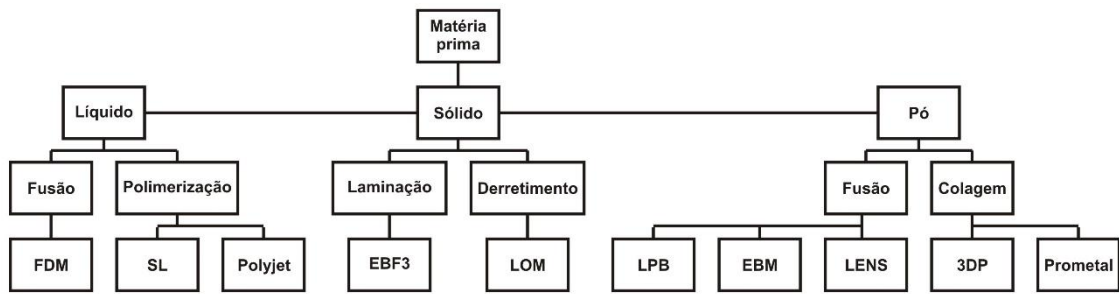 Matéria
prima
Líquido
Sólido
Pó
Fusão
Polimerização
Laminação
Derretimento
Fusão
Colagem
FDM
SL
Polyjet
EBF3
LOM
LPB
EBM
LENS
3DP
Prometal